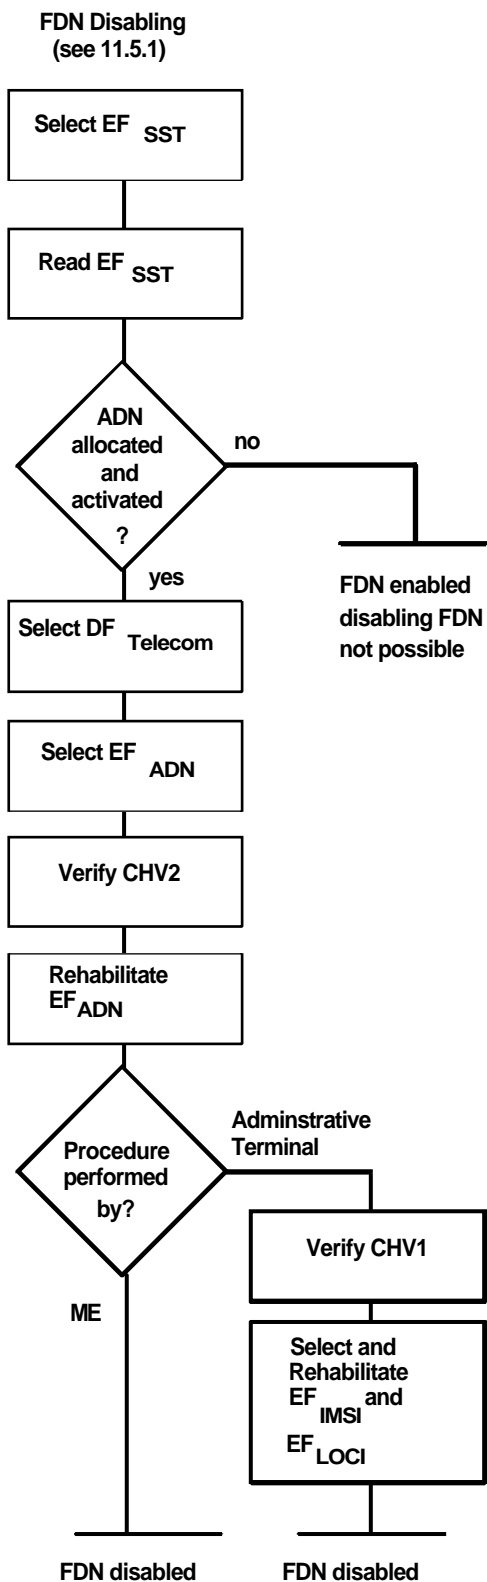 FDN Disabling
(see 11.5.1)
Select EF SST
Read EF SST
ADN
allocated
and
activated
?
no
yes
FDN enabled
disabling FDN
not possible
Select DF Telecom
Select EF ADN
Verify CHV2
Rehabilitate
EF ADN
Procedure
performed
by?
Adminstrative
Terminal
Verify CHV1
ME
Select and
Rehabilitate
EF IMSI and
EF LOCI
FDN disabled
FDN disabled